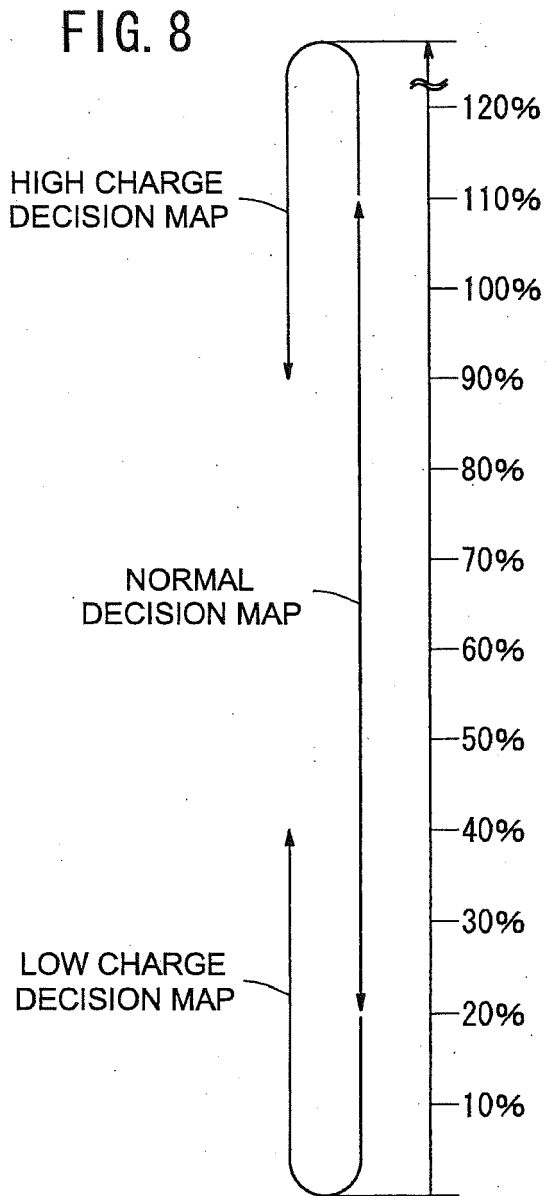 FIG. 8
120%
HIGH CHARGE
DECISION MAP
110%
100%
90%
80%
70%
NORMAL
DECISION MAP
60%
50%
40%
30%
LOW CHARGE
DECISION MAP
20%
10%